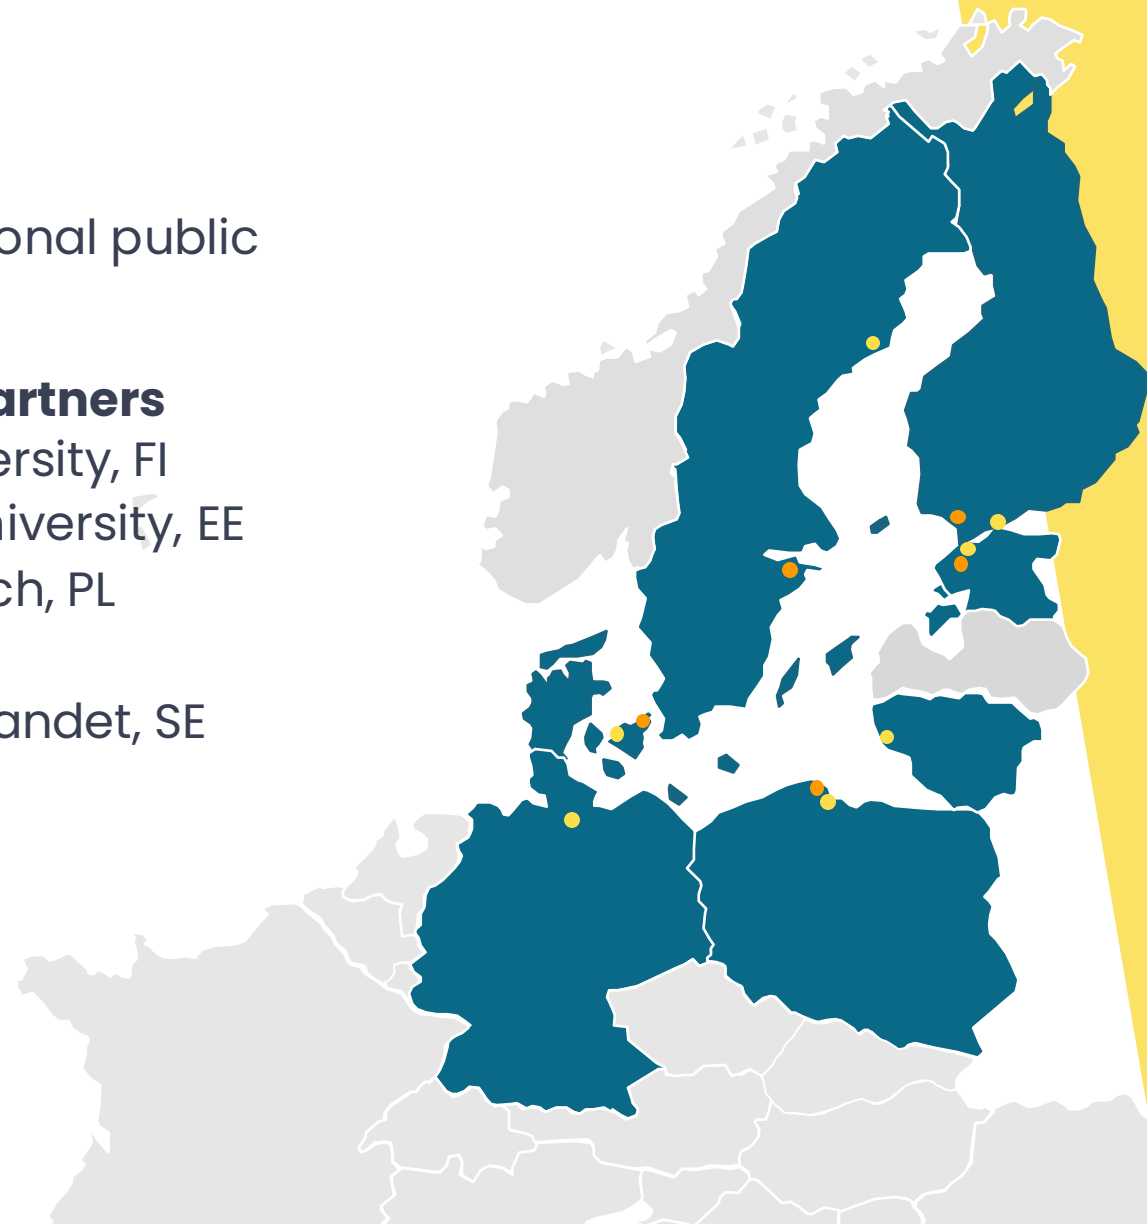 onal public
artners
ersity, FI
iversity, EE
ch, PL
andet, SE